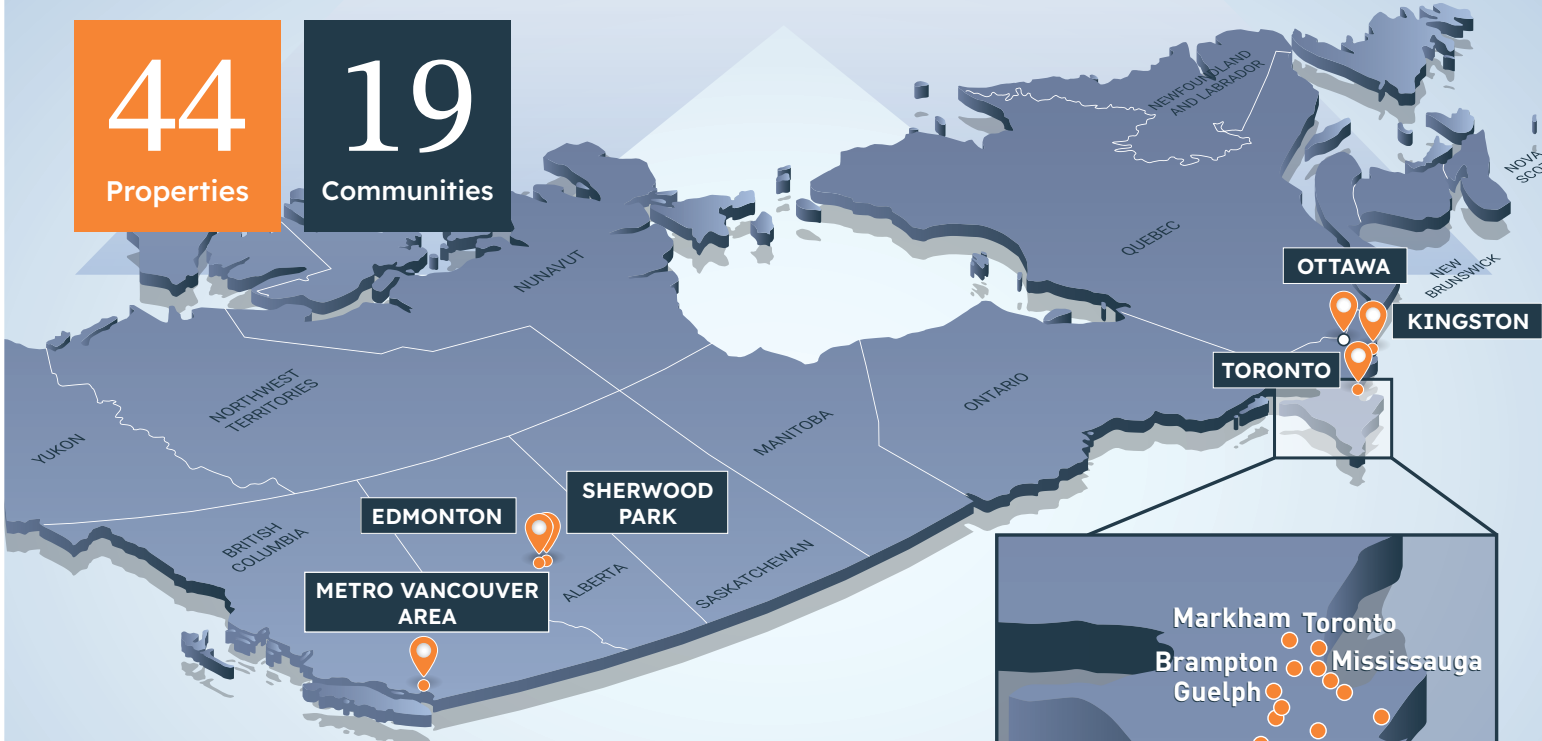 44
Properties
19
Communities
NEWFOUNDLAND
AND LABRADOR
NOVA
QUEBEC
NUNAVUT
OTTAWA
NEW
BRUNSWICK
KINGSTON
TORONTO
NORTHWEST
TERRITORIES
YUKON
ONTARIO
MANITOBA
EDMONTON
SHERWOOD
PARK
BRITISH
COLUMBIA
METRO VANCOUVER
AREA
ALBERTA
SASKATCHEWAN
Markham
Toronto
Brampton
Mississauga
Guelph